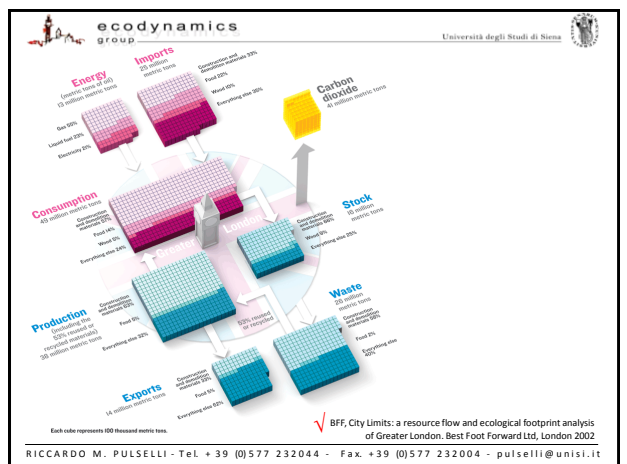 ecodynamics
group
Università degli Studi di Siena
Energy
(metric tons of oil)
13 million metric tons
Gas 55%
Liquid fuel 23%
Electricity 21%
Imports
25 million
metric tons
Construction and
demolition materials 33%
Food 22%
Wood 10%
Everything else 35%
Carbon
dioxide
41 million metric tons
Consumption
49 million metric tons
Construction
and demolition
materials 57%
Food 14%
Wood 5%
Everything else 24%
Greater London
Stock
16 million
metric tons
Construction
and demolition
materials 66%
Wood 9%
Everything else 25%
Production
(including the
53% reused or
recycled materials)
38 million metric tons
Construction
and demolition
materials 63%
Food 5%
Everything else 32%
53% reused
or recycled
Waste
26 million
metric tons
Construction
and demolition
materials 58%
Food 2%
Everything else
40%
Exports
14 million metric tons
Construction
and demolition
materials 33%
Food 5%
Everything else 62%
Each cube represents 100 thousand metric tons.
√ BFF, City Limits: a resource flow and ecological footprint analysis
of Greater London. Best Foot Forward Ltd, London 2002
RICCARDO M. PULSELLI - Tel. +39 (0)577 232044 - Fax. +39 (0)577 232004 - pulselli@unisi.it